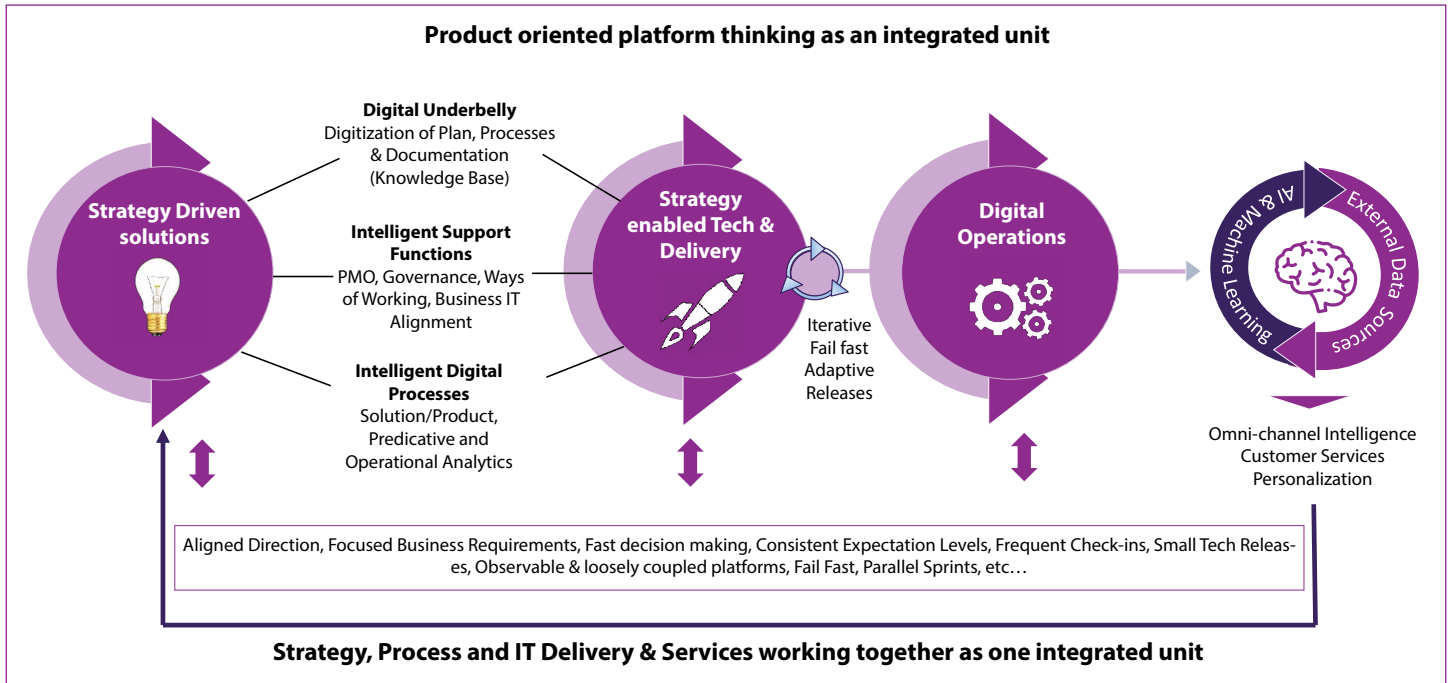 Product oriented platform thinking as an integrated unit
Strategy Driven
solutions
Digital Underbelly
Digitization of Plan, Processes
& Documentation
(Knowledge Base)
Intelligent Support
Functions
PMO, Governance, Ways
of Working, Business IT
Alignment
Intelligent Digital
Processes
Solution/Product,
Predicative and
Operational Analytics
Strategy
enabled Tech &
Delivery
Iterative
Fail fast
Adaptive
Releases
Digital
Operations
AI & Machine Learning
External Data Sources
Omni-channel Intelligence
Customer Services
Personalization
Aligned Direction, Focused Business Requirements, Fast decision making, Consistent Expectation Levels, Frequent Check-ins, Small Tech Releas-
es, Observable & loosely coupled platforms, Fail Fast, Parallel Sprints, etc…
Strategy, Process and IT Delivery & Services working together as one integrated unit